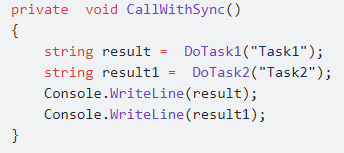 private  void CallWithSync()
{
    string result =  DoTask1("Task1");
    string result1 =  DoTask2("Task2");
    Console.WriteLine(result);
    Console.WriteLine(result1);
}